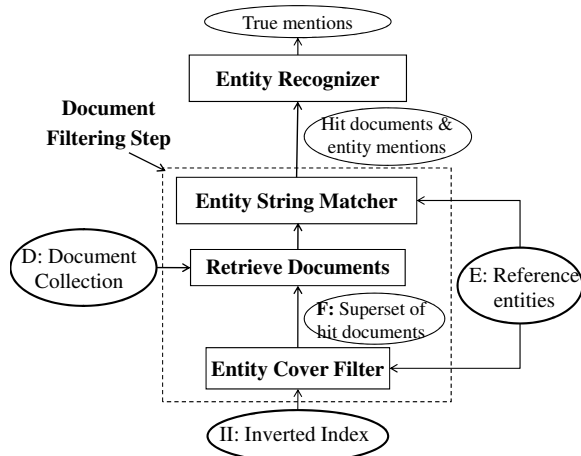 True mentions
Entity Recognizer
Document
Filtering Step
Hit documents &
entity mentions
Entity String Matcher
D: Document
Collection
Retrieve Documents
E: Reference
entities
F: Superset of
hit documents
Entity Cover Filter
II: Inverted Index